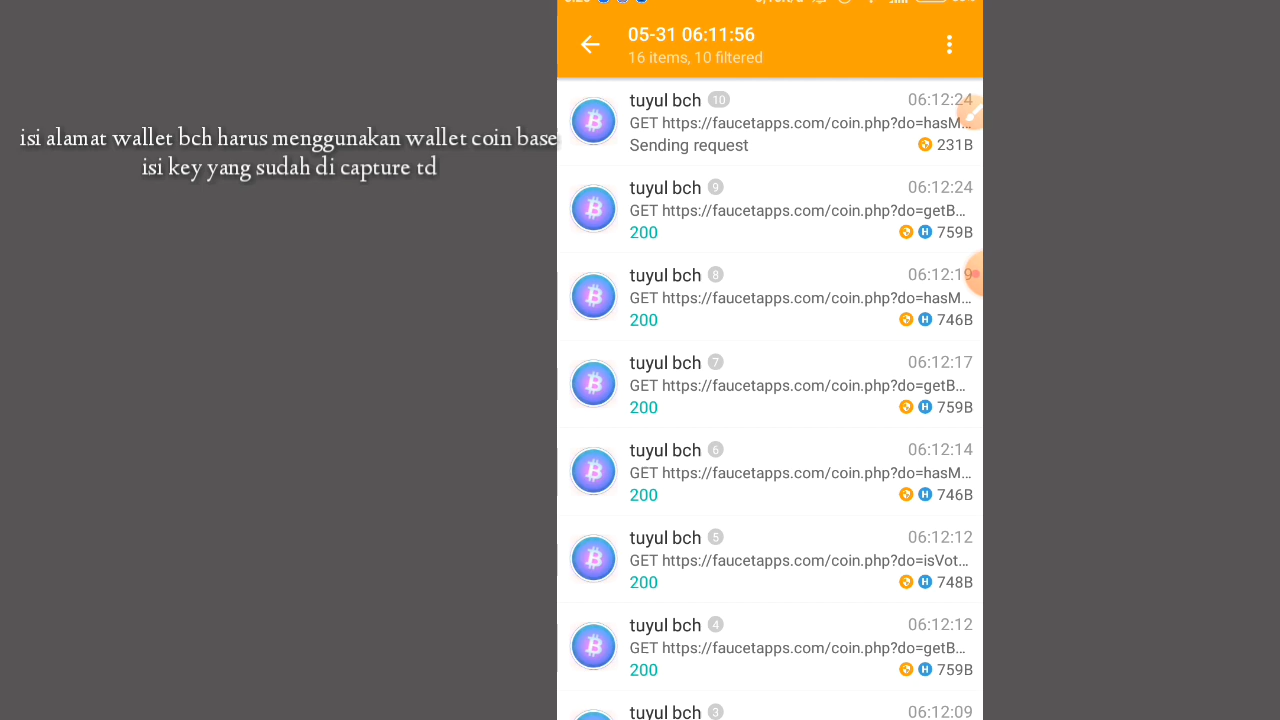 isi alamat wallet bch harus menggunakan wallet coin base
isi key yang sudah di capture td
05-31 06:11:56
16 items, 10 filtered
tuyul bch 10 06:12:24
GET https://faucetapps.com/coin.php?do=hasM...
Sending request 231B
tuyul bch 9 06:12:24
GET https://faucetapps.com/coin.php?do=getB...
200 H 759B
tuyul bch 8 06:12:19
GET https://faucetapps.com/coin.php?do=hasM...
200 H 746B
tuyul bch 7 06:12:17
GET https://faucetapps.com/coin.php?do=getB...
200 H 759B
tuyul bch 6 06:12:14
GET https://faucetapps.com/coin.php?do=hasM...
200 H 746B
tuyul bch 5 06:12:12
GET https://faucetapps.com/coin.php?do=isVot...
200 H 748B
tuyul bch 4 06:12:12
GET https://faucetapps.com/coin.php?do=getB...
200 H 759B
tuyul bch 3 06:12:09